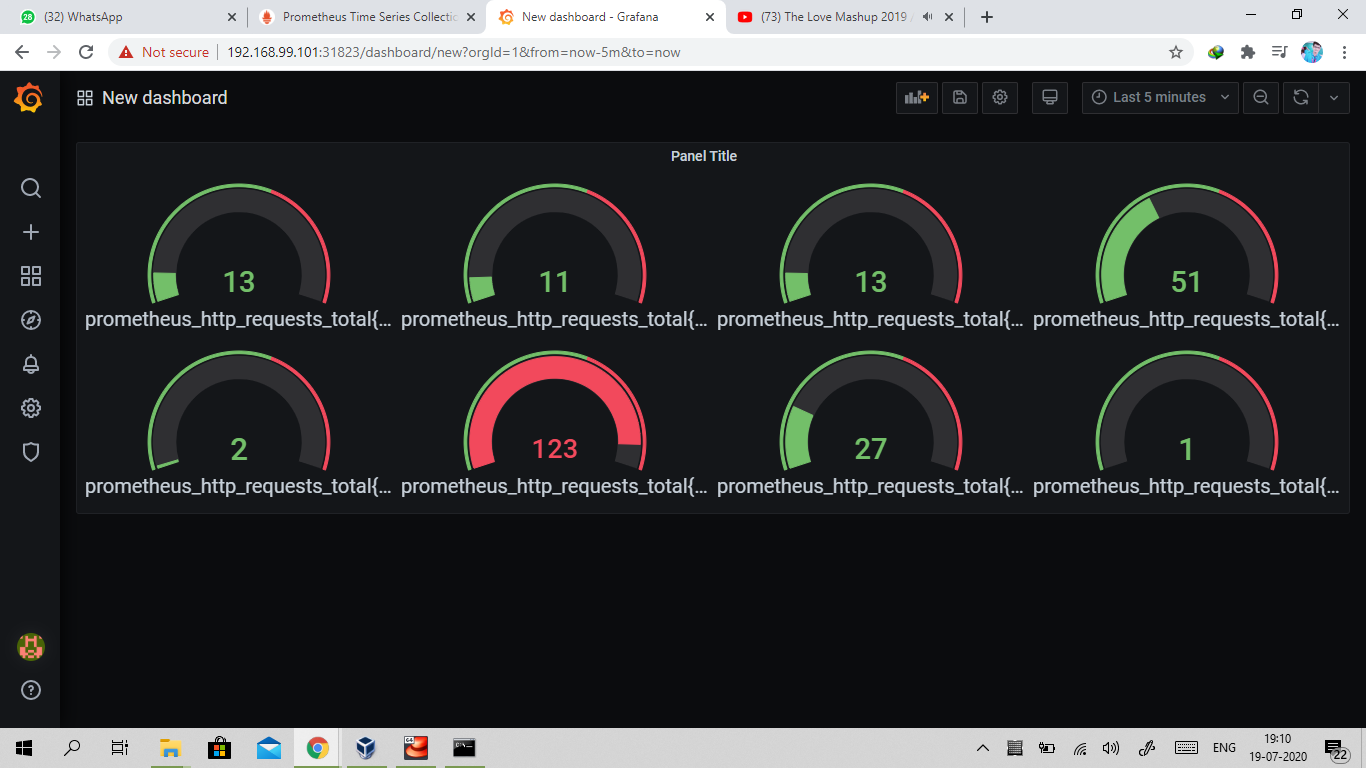 (32) WhatsApp
Prometheus Time Series Collectic
New dashboard - Grafana
(73) The Love Mashup 2019
Not secure
192.168.99.101:31823/dashboard/new?orgId=1&from=now-5m&to=now
New dashboard
Last 5 minutes
Panel Title
13 11 13 51
prometheus_http_requests_total{... prometheus_http_requests_total{... prometheus_http_requests_total{... prometheus_http_requests_total{...
2 123 27 1
prometheus_http_requests_total{... prometheus_http_requests_total{... prometheus_http_requests_total{... prometheus_http_requests_total{...
ENG
19:10
19-07-2020
22